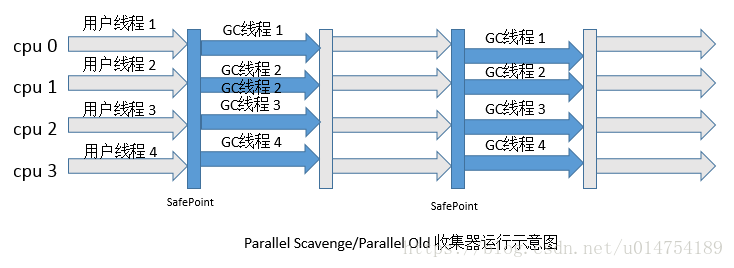 用户线程 1 GC线程 1 GC线程 1
cpu 0
用户线程 2 GC线程 2 GC线程 2
cpu 1 GC线程 2
用户线程 3 GC线程 3 GC线程 3
cpu 2
用户线程 4 GC线程 4 GC线程 4
cpu 3
SafePoint SafePoint
Parallel Scavenge/Parallel Old 收集器运行示意图
https://blog.csdn.net/u014754189